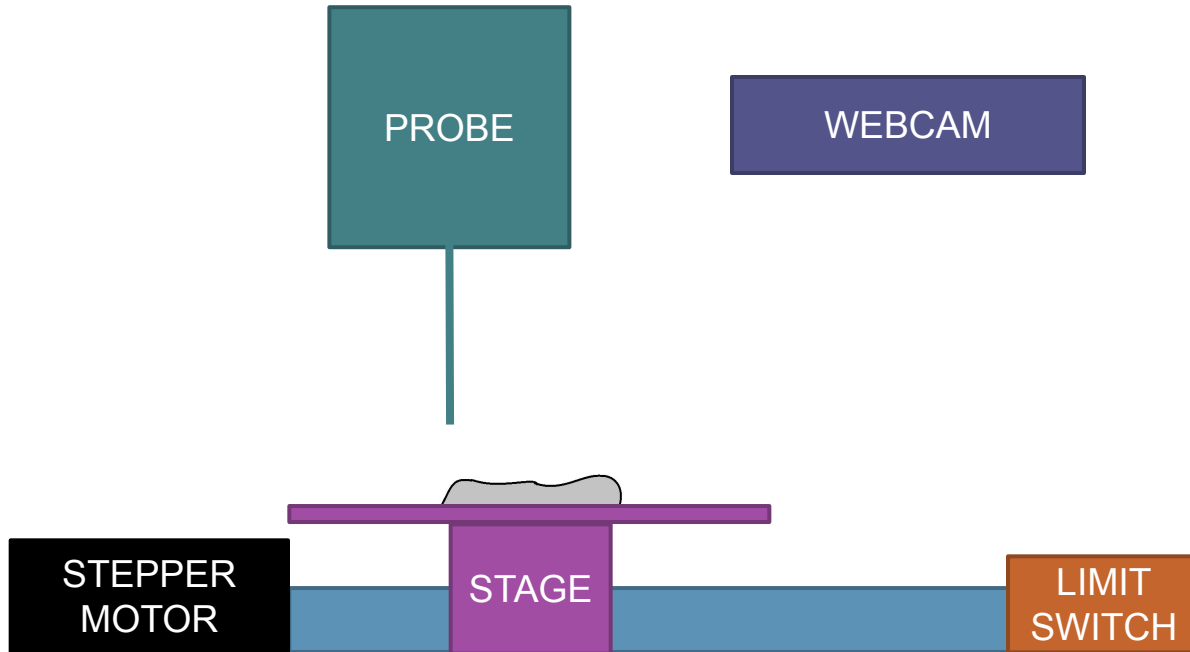 PROBE
WEBCAM
STEPPER
MOTOR
STAGE
LIMIT
SWITCH